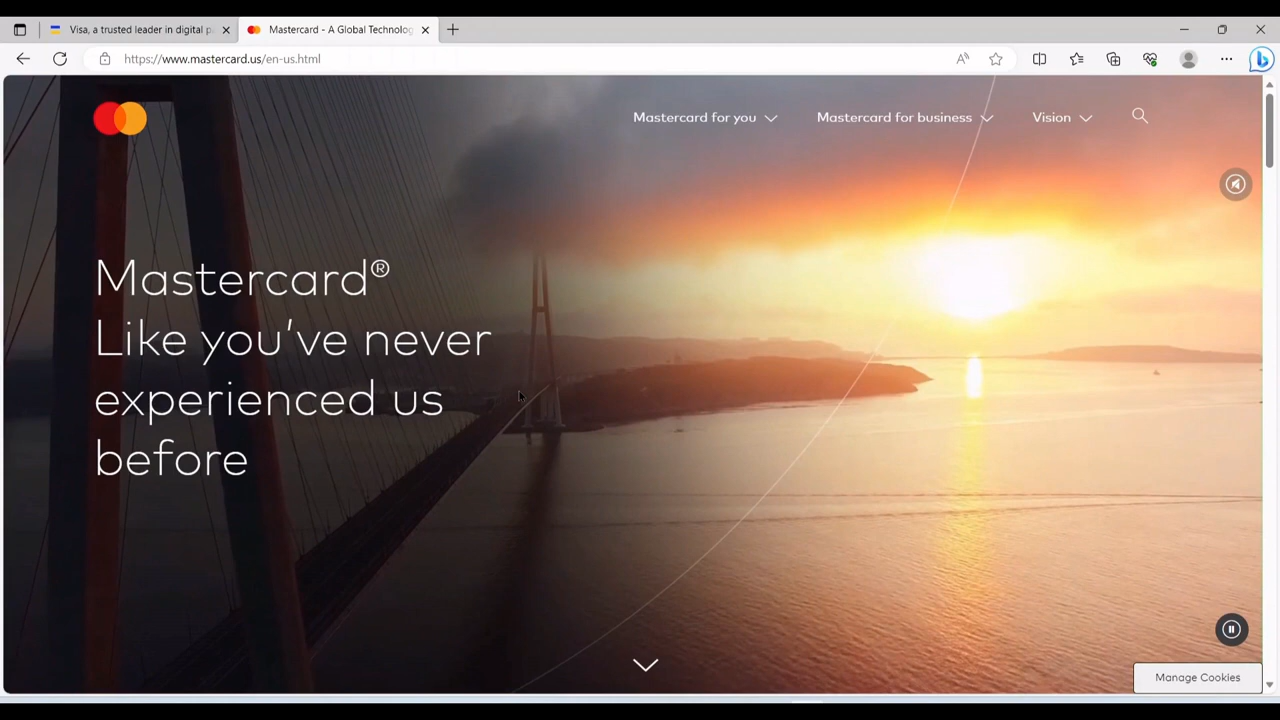 Visa, a trusted leader in digital p
Mastercard - A Global Technolog
https://www.mastercard.us/en-us.html
Mastercard for you
Mastercard for business
Vision
Mastercard®
Like you've never
experienced us
before
Manage Cookies